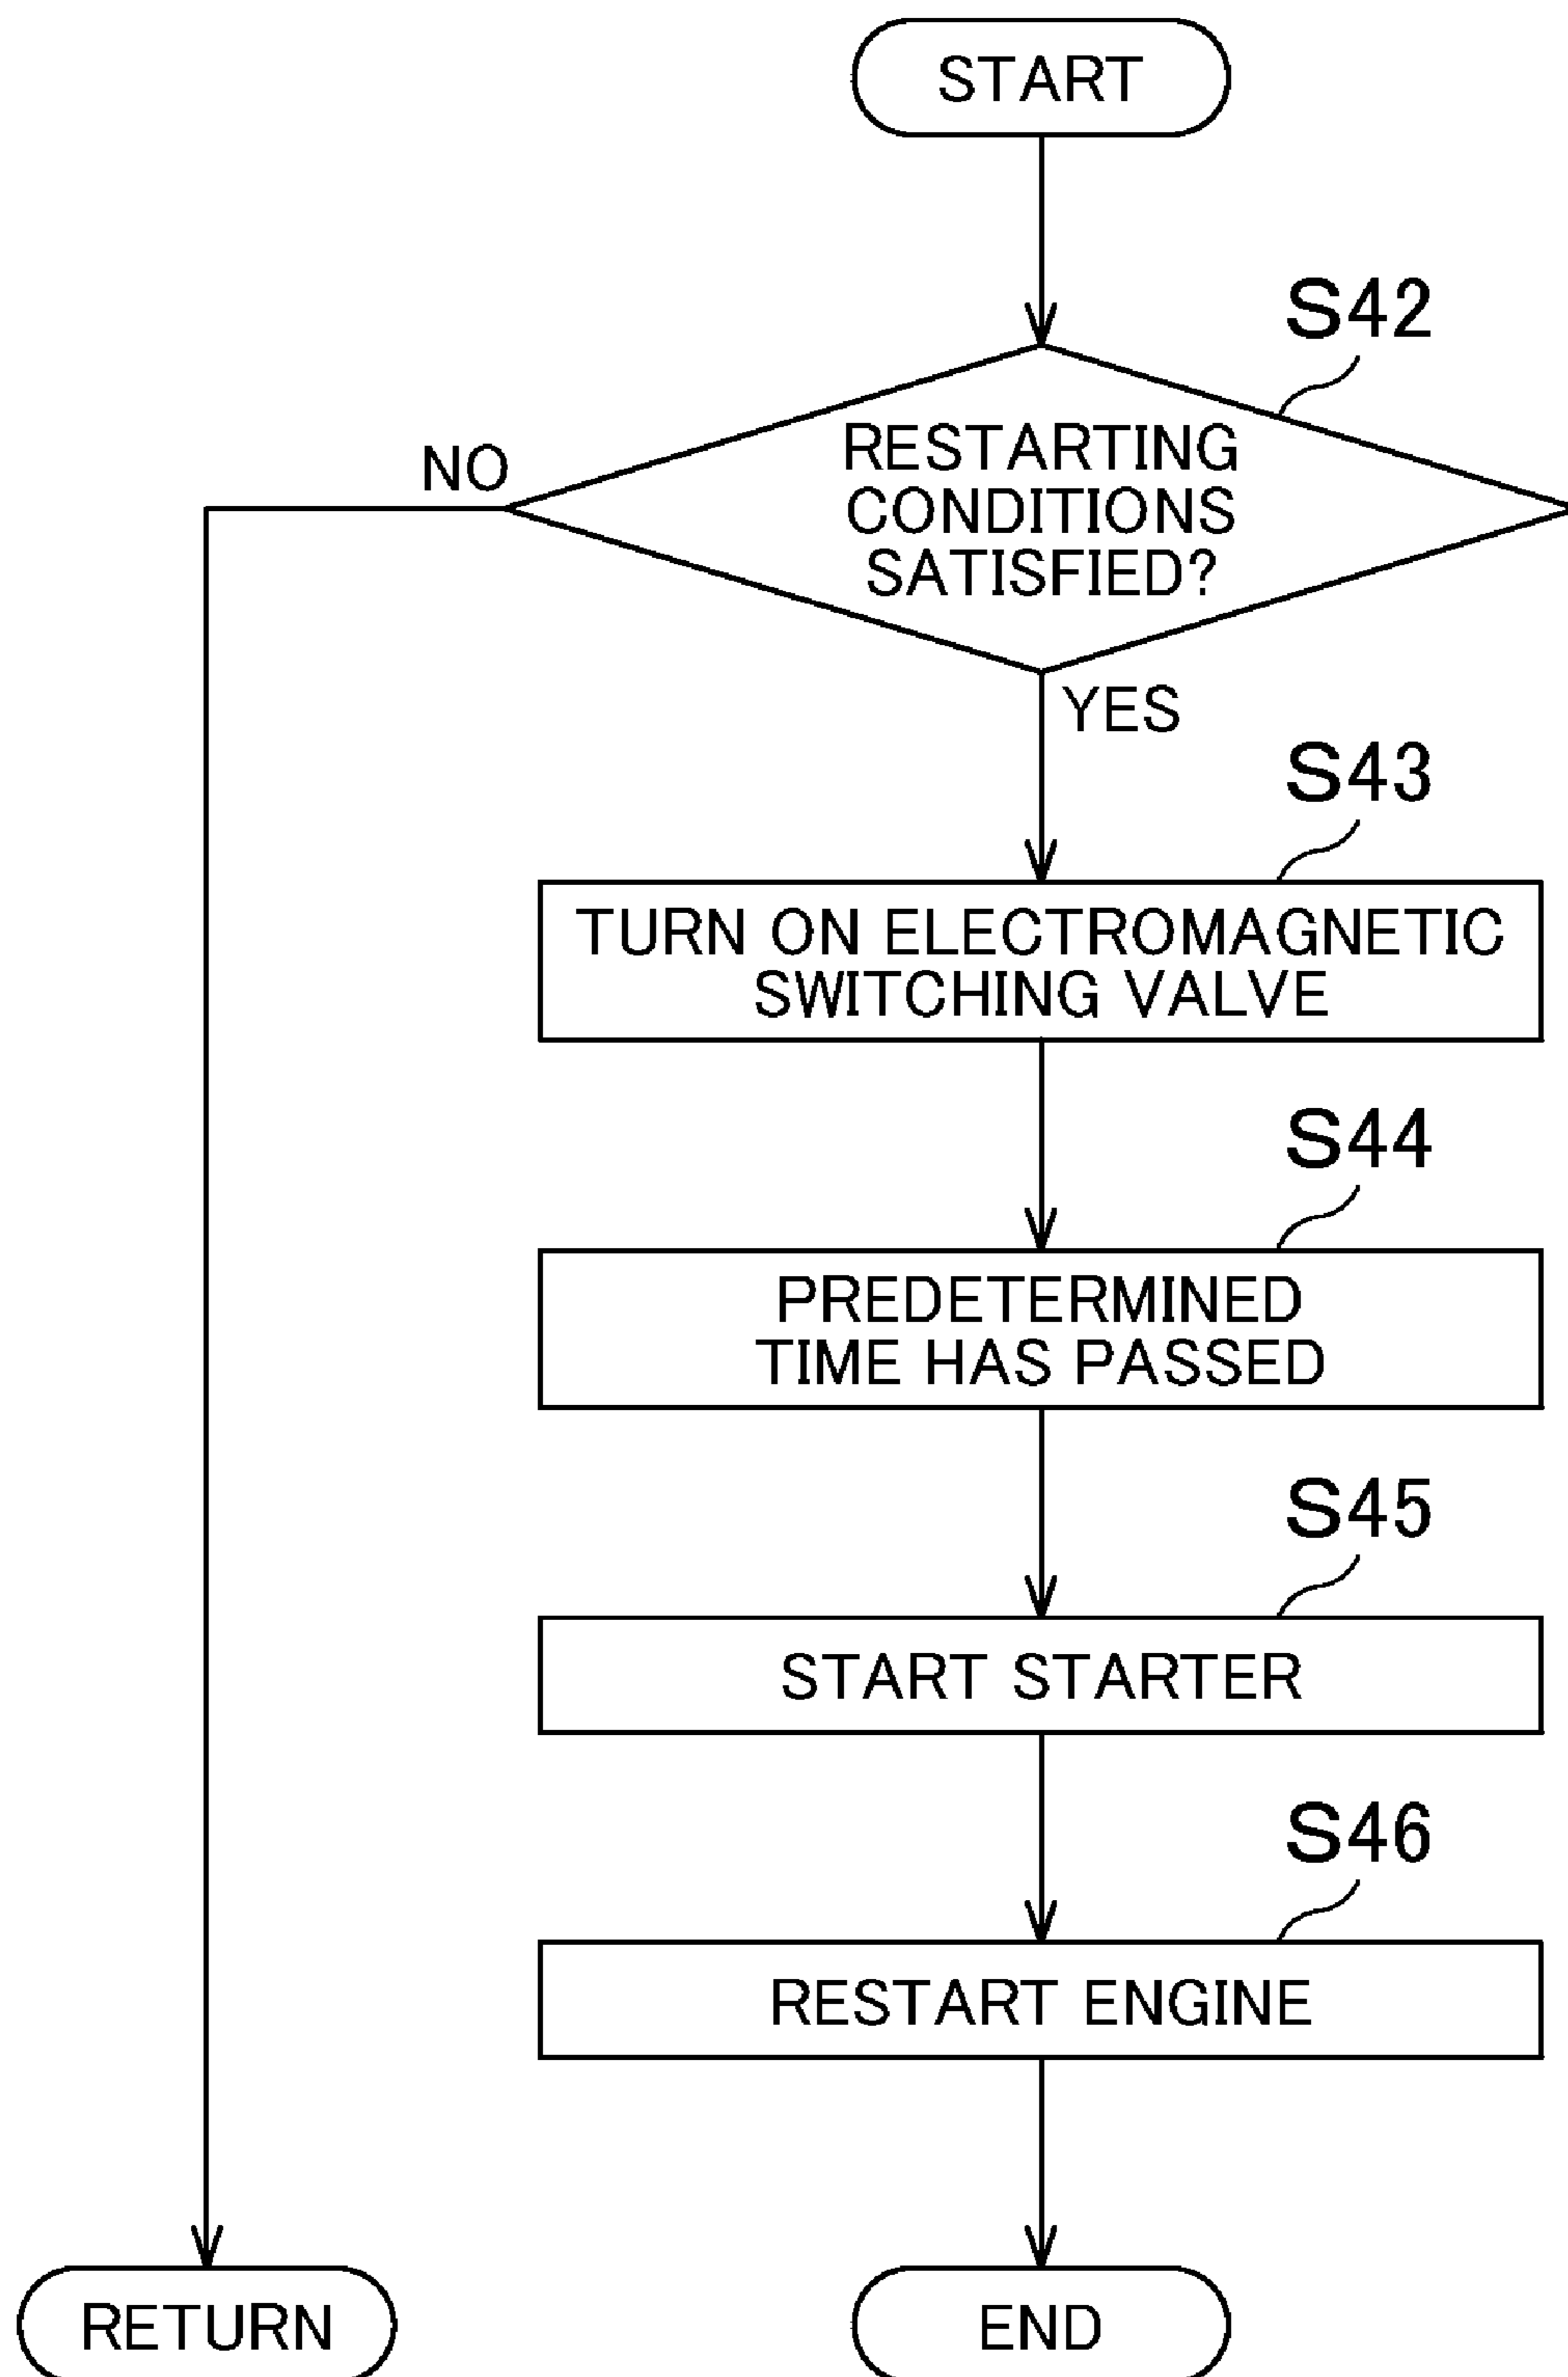 START
S42
RESTARTING
CONDITIONS
SATISFIED?
NO
YES
S43
TURN ON ELECTROMAGNETIC
SWITCHING VALVE
S44
PREDETERMINED
TIME HAS PASSED
S45
START STARTER
S46
RESTART ENGINE
RETURN
END